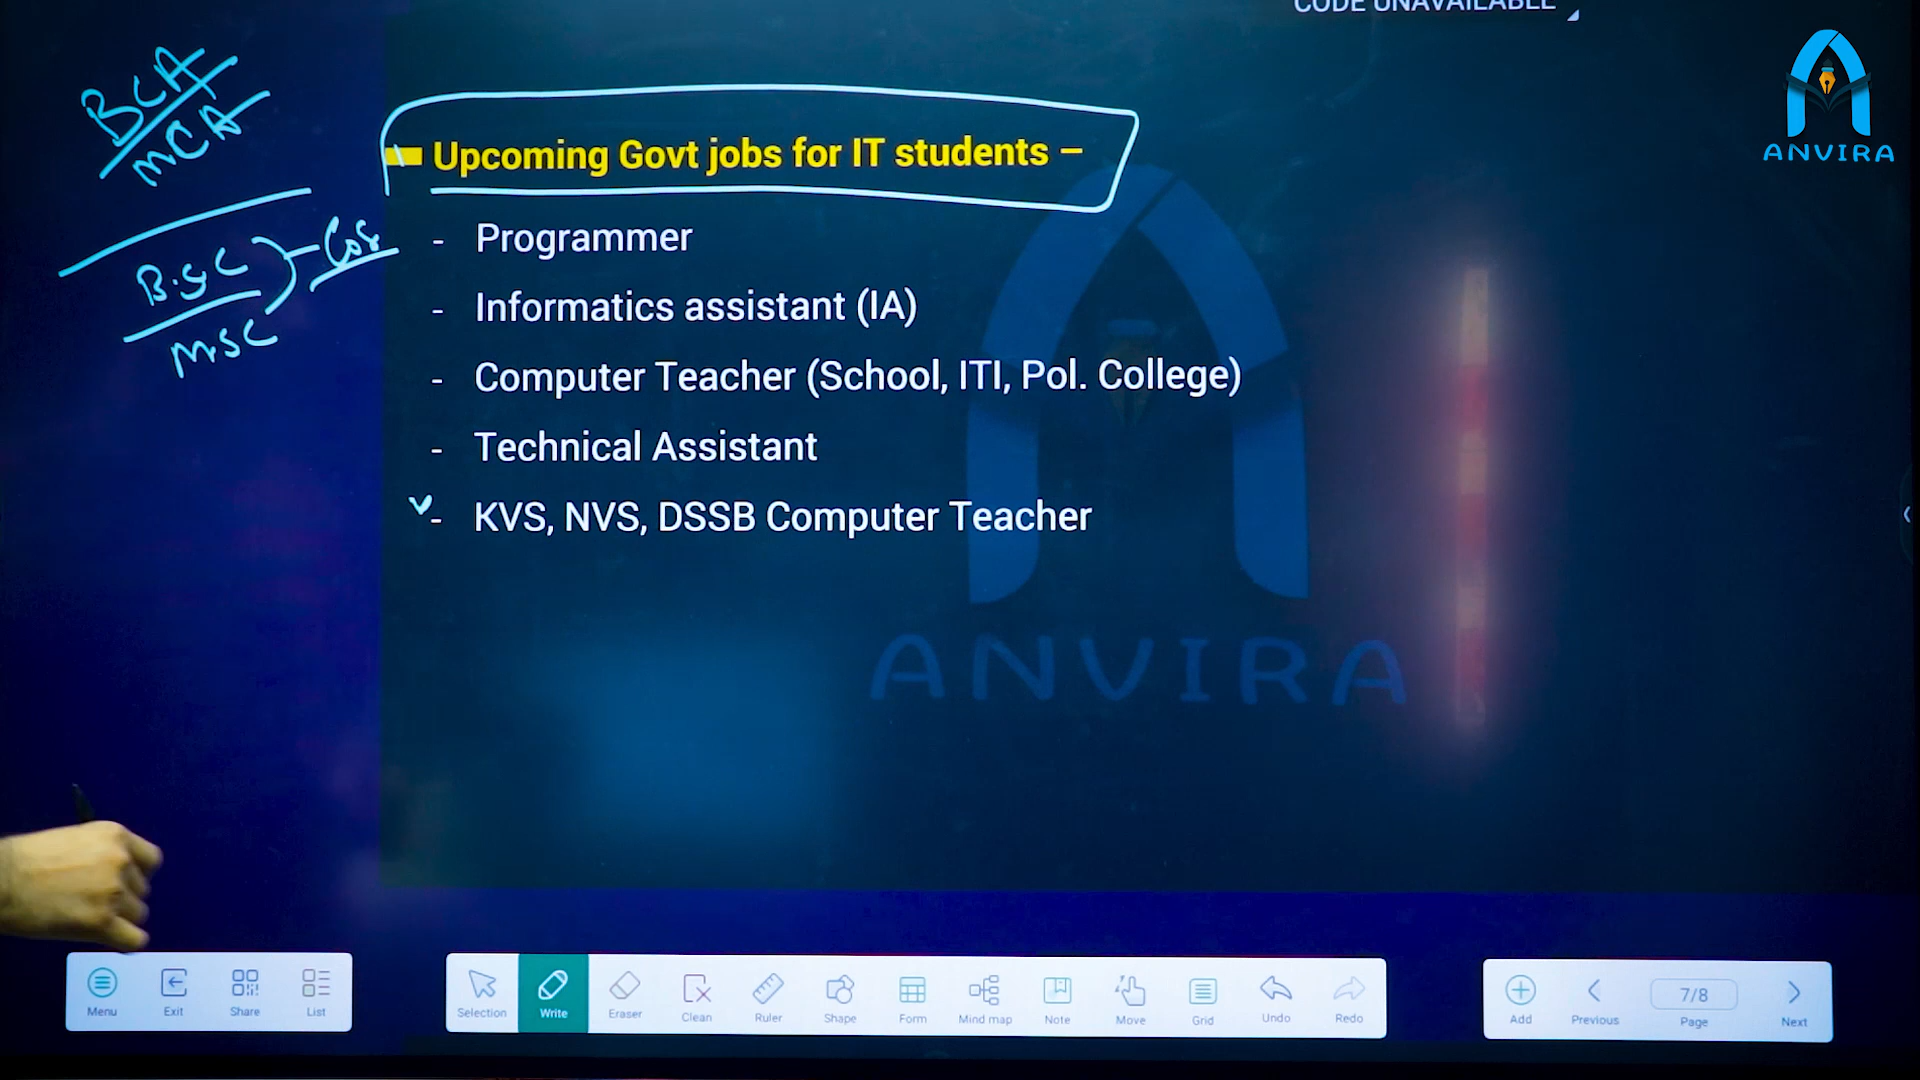 CODE UNAVAILABLE
ANVIRA
BCA
MCA
Upcoming Govt jobs for IT students –
B.SC
M.SC
- Programmer
- Informatics assistant (IA)
- Computer Teacher (School, ITI, Pol. College)
- Technical Assistant
- KVS, NVS, DSSB Computer Teacher
ANVIRA
Menu Exit Share List
Selection Write Eraser Clean Ruler Shape Form Mind map Note Move Grid Undo Redo
Add Previous 7/8 Page Next